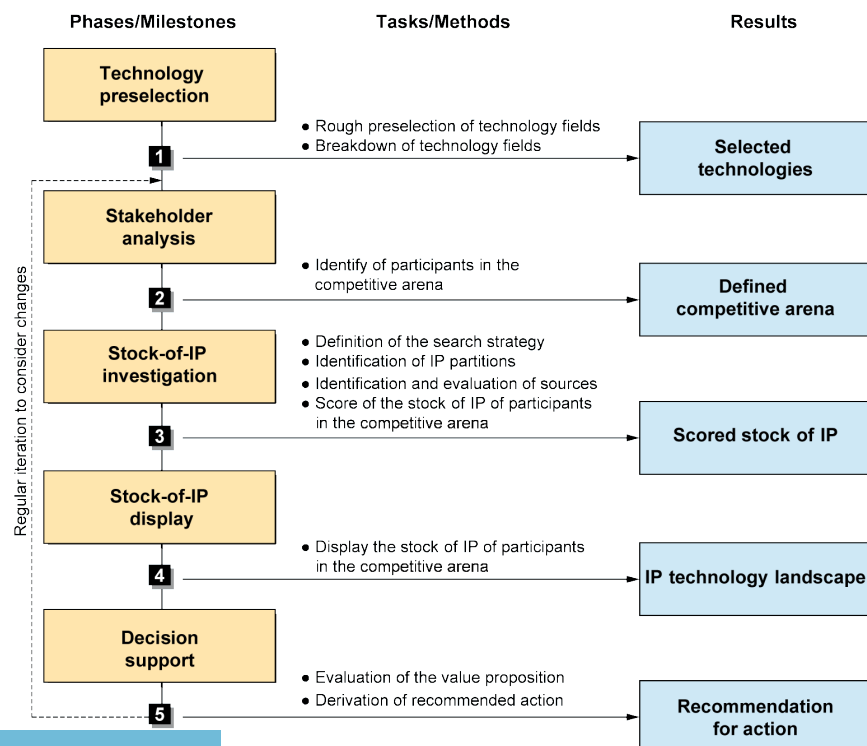 Phases/Milestones
Tasks/Methods
Results
Technology
preselection
● Rough preselection of technology fields
● Breakdown of technology fields
1
Selected
technologies
Stakeholder
analysis
● Identify of participants in the
competitive arena
2
Defined
competitive arena
Stock-of-IP
investigation
● Definition of the search strategy
● Identification of IP partitions
● Identification and evaluation of sources
● Score of the stock of IP of participants
in the competitive arena
3
Scored stock of IP
Stock-of-IP
display
● Display the stock of IP of participants
in the competitive arena
4
IP technology landscape
Decision
support
● Evaluation of the value proposition
● Derivation of recommended action
5
Recommendation
for action
Regular iteration to consider changes